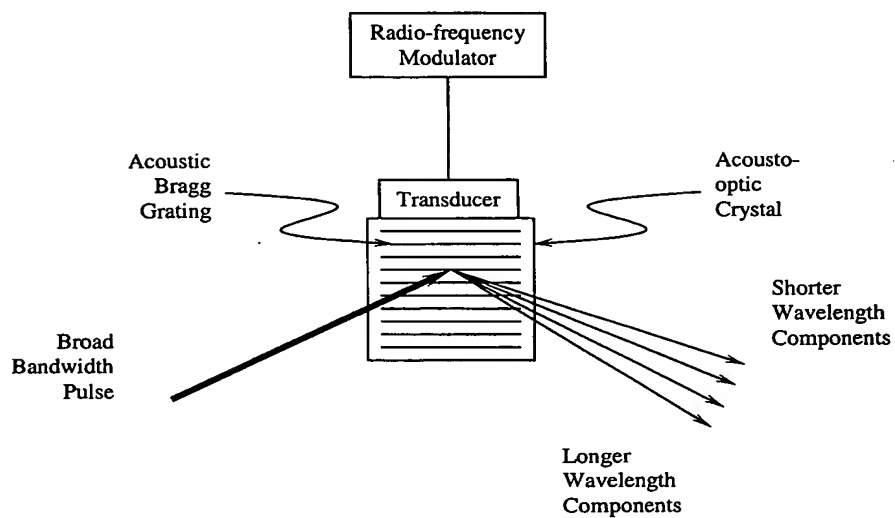 Radio-frequency
Modulator
Acoustic
Bragg
Grating
Transducer
Acousto-
optic
Crystal
Broad
Bandwidth
Pulse
Shorter
Wavelength
Components
Longer
Wavelength
Components